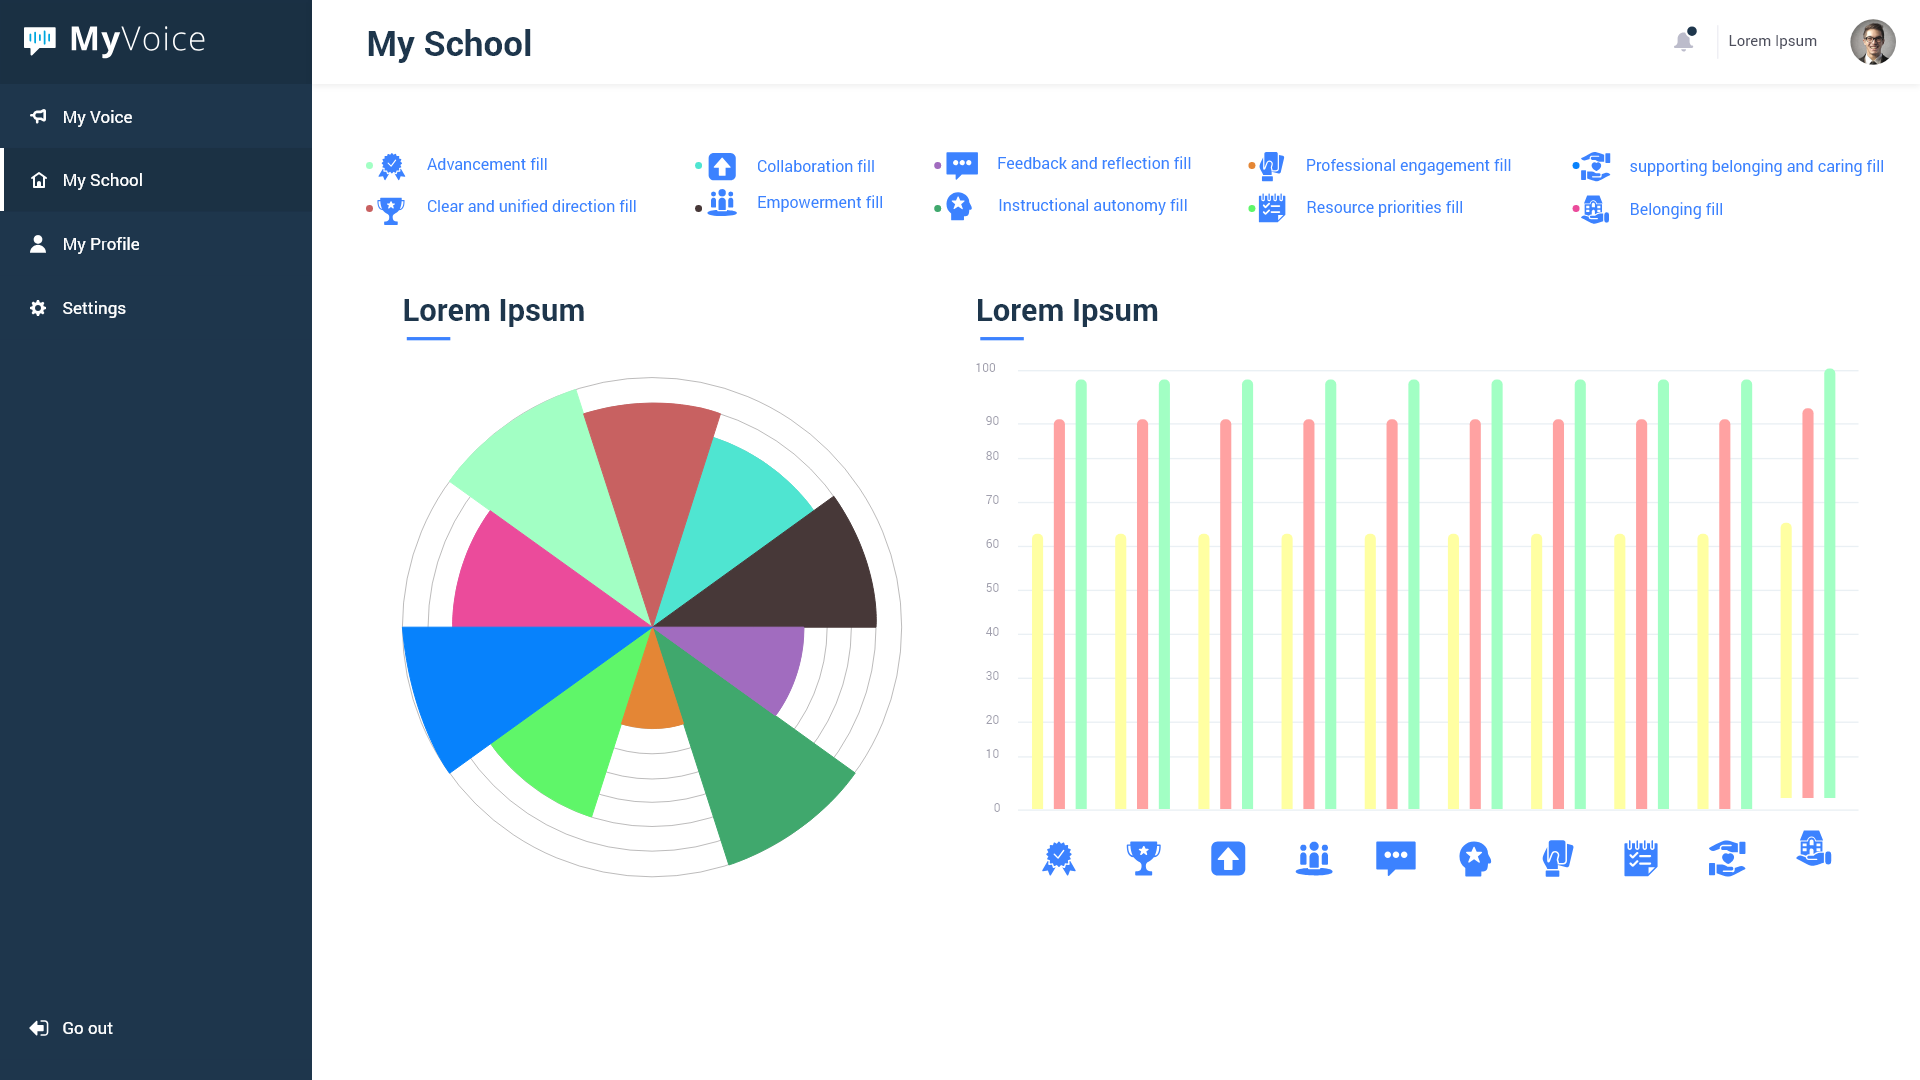 MyVoice
My School
Lorem Ipsum
My Voice
My School
My Profile
Settings
Go out
Advancement fill
Collaboration fill
Feedback and reflection fill
Professional engagement fill
supporting belonging and caring fill
Clear and unified direction fill
Empowerment fill
Instructional autonomy fill
Resource priorities fill
Belonging fill
Lorem Ipsum
Lorem Ipsum
100
90
80
70
60
50
40
30
20
10
0